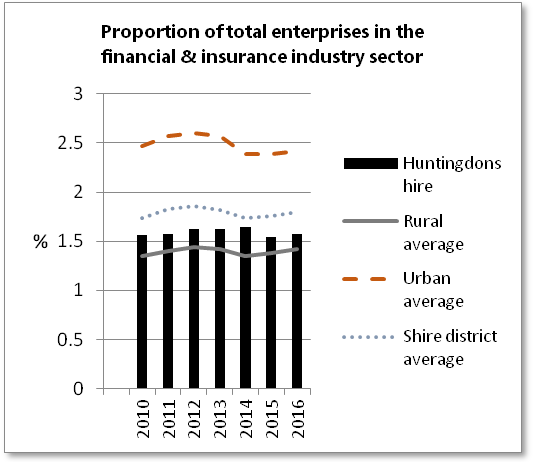 Proportion of total enterprises in the
financial & insurance industry sector
3
2.5
2
1.5
1
0.5
0
%
2010
2011
2012
2013
2014
2015
2016
Huntingdons
hire
Rural
average
Urban
average
Shire district
average